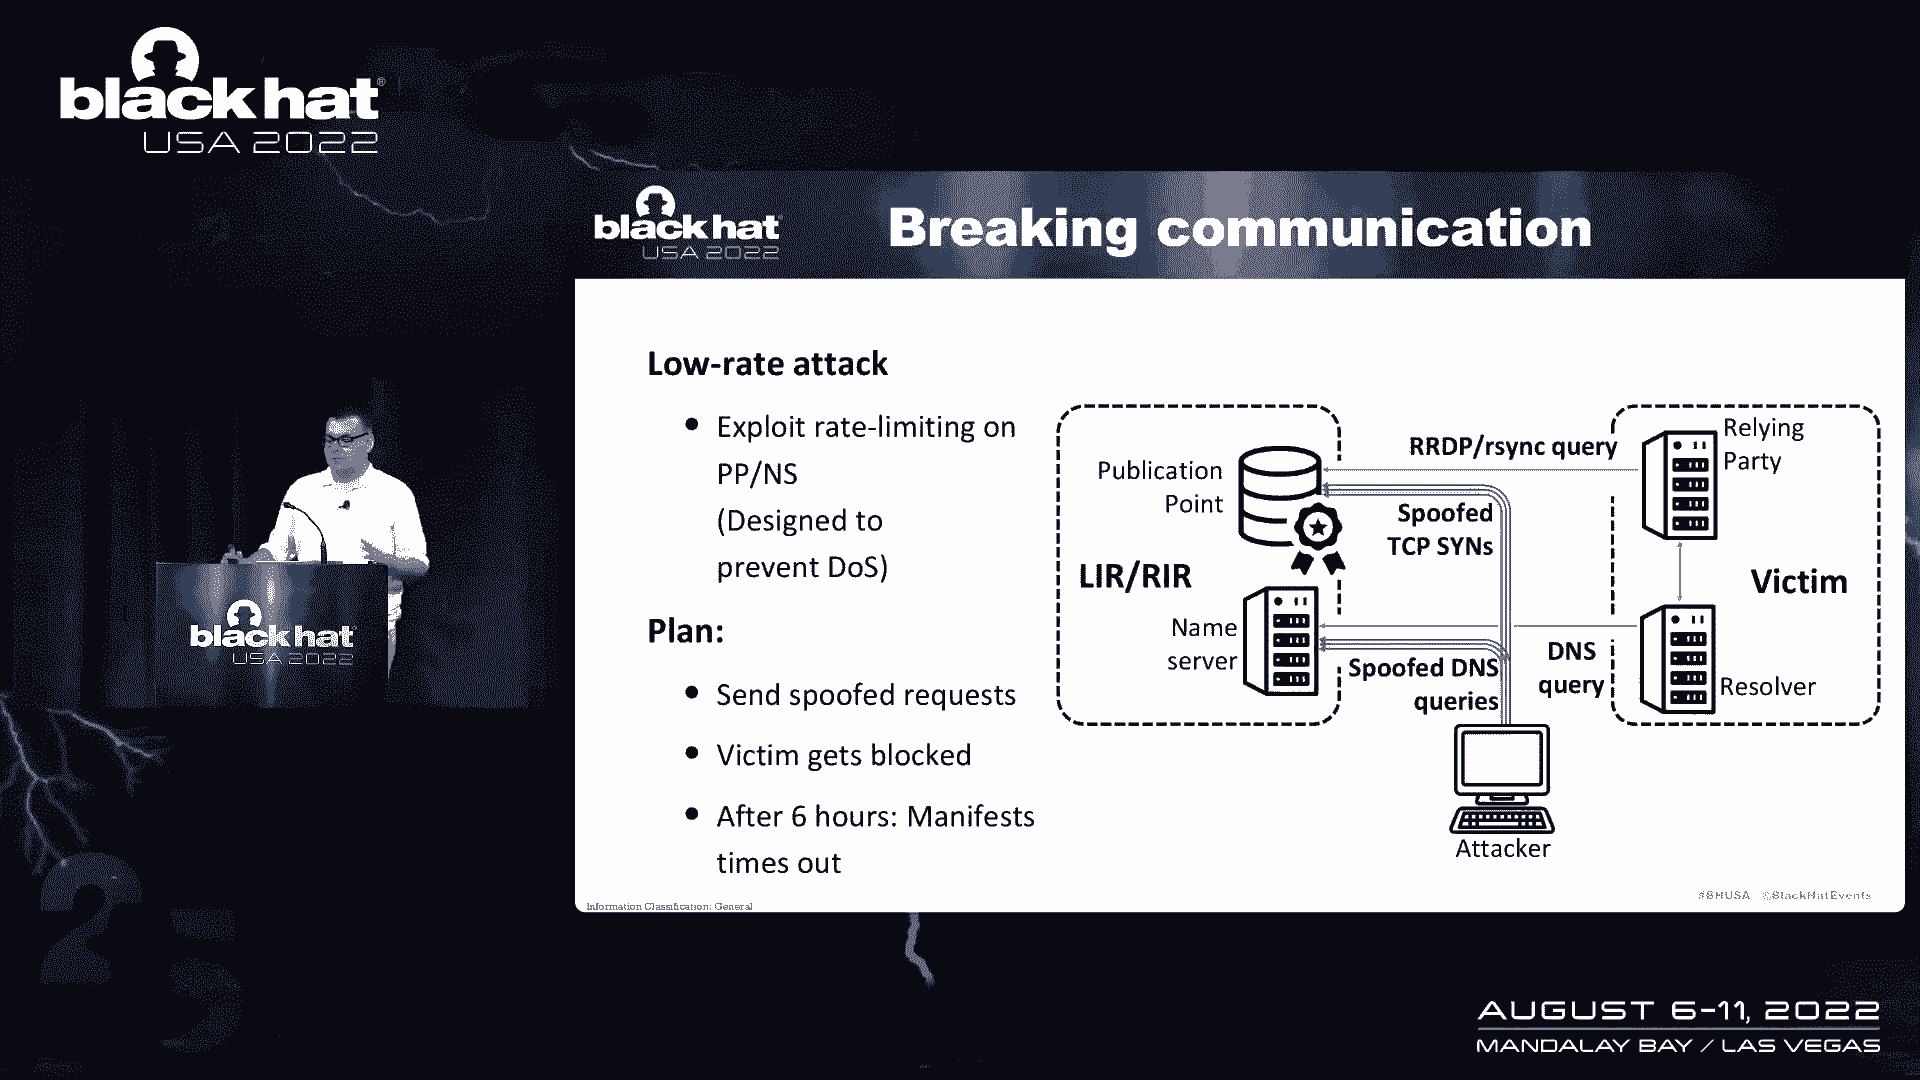 black hat®
USA 2022
black hat
USA 2022
Breaking communication
Low-rate attack
• Exploit rate-limiting on
PP/NS
(Designed to
prevent DoS)
Plan:
• Send spoofed requests
• Victim gets blocked
• After 6 hours: Manifests
times out
Publication
Point
LIR/RIR
Name
server
RRDP/rsync query
Spoofed
TCP SYNs
Spoofed DNS
queries
DNS
query
Relying
Party
Victim
Resolver
Attacker
Information Classification: General
#BHUSA @BlackHatEvents
black hat
USA 2022
25
AUGUST 6-11, 2022
MANDALAY BAY / LAS VEGAS